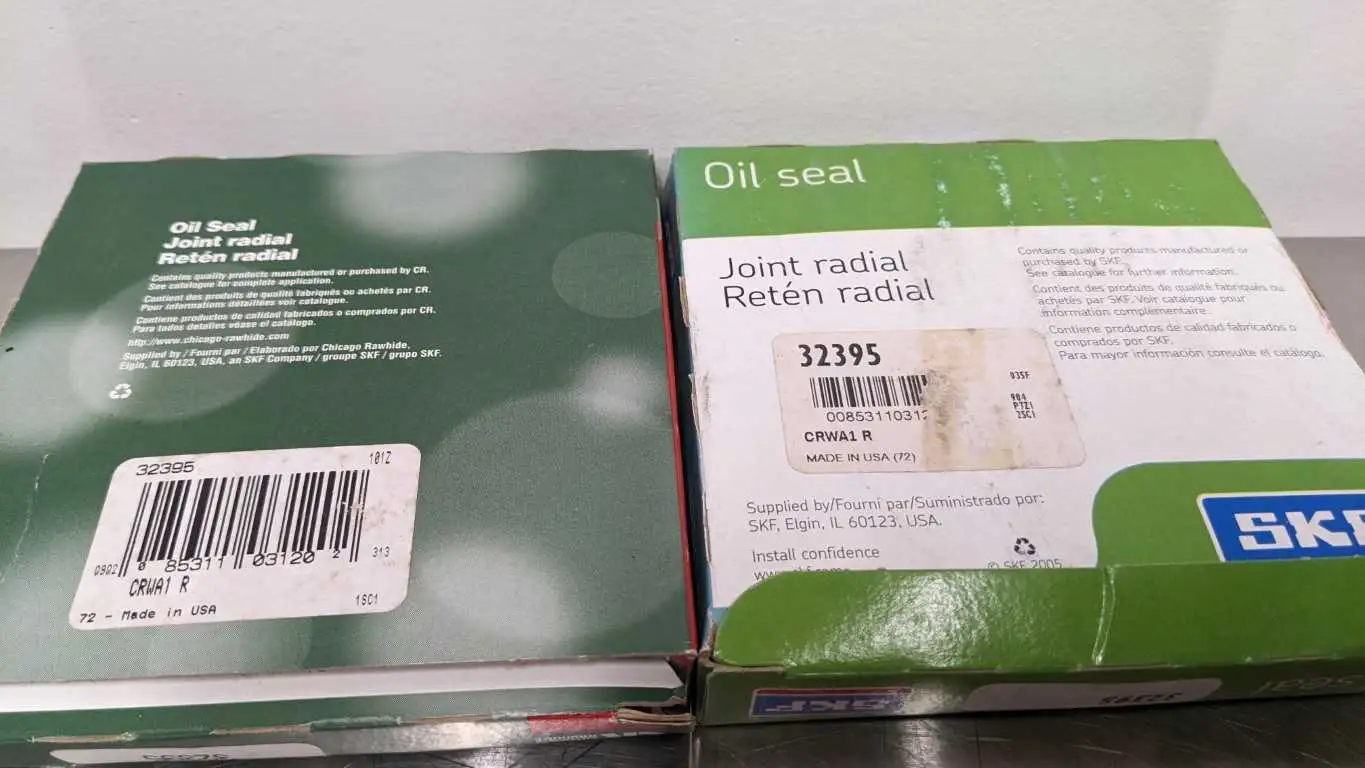 Oil Seal
Joint radial
Retén radial
Contains quality products manufactured or purchased by CR.
See catalogue for complete application.
Contient des produits de qualité fabriqués ou achetés par CR.
Pour informations détaillées voir catalogue.
Contiene productos de calidad fabricados o comprados por CR.
Para todos detalles véase el catálogo.
http://www.chicago-rawhide.com
Supplied by / Fourni par / Elaborado por Chicago Rawhide,
Elgin, IL 60123, USA, an SKF Company / groupe SKF / grupo SKF.
32395
101Z
0902
0 85311 03120 2
313
CRWA1 R
1SC1
72 - Made in USA
Oil seal
Joint radial
Retén radial
Contains quality products manufactured or
purchased by SKF.
See catalogue for further information.
Contient des produits de qualité fabriqués ou
achetés par SKF. Voir catalogue pour
information complémentaire.
Contiene productos de calidad fabricados o
comprados por SKF.
Para mayor información consulte el catálogo.
32395
035F
00853110312
904
PTZ1
CRWA1 R
MADE IN USA (72)
Supplied by/Fourni par/Suministrado por:
SKF, Elgin, IL 60123, USA.
Install confidence
© SKF 2005
SKF
SKF
32395